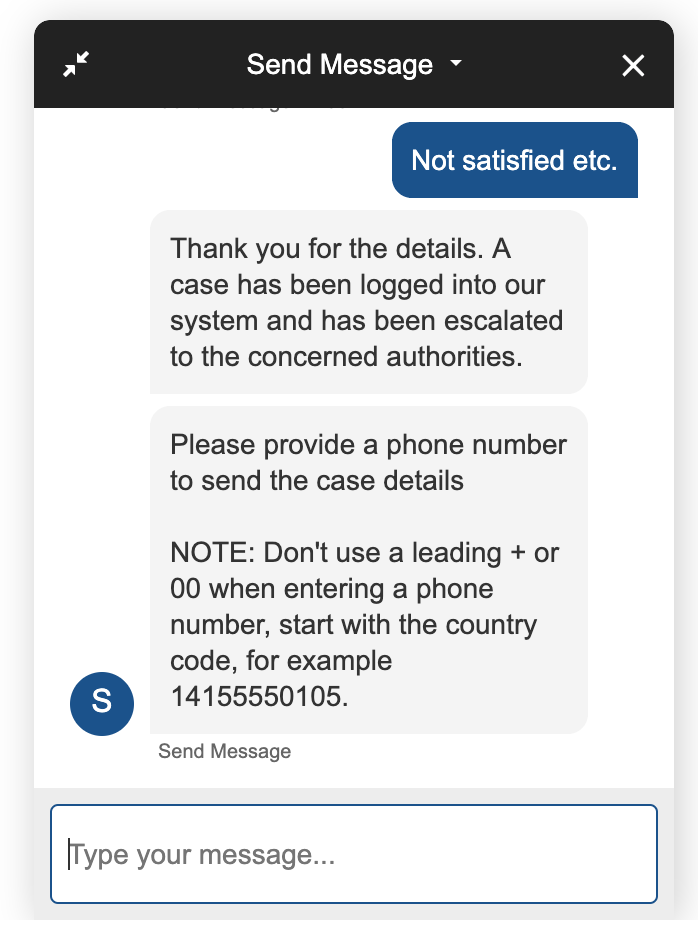 Send Message
Not satisfied etc.
Thank you for the details. A
case has been logged into our
system and has been escalated
to the concerned authorities.
Please provide a phone number
to send the case details
NOTE: Don't use a leading + or
00 when entering a phone
number, start with the country
code, for example
14155550105.
S
Send Message
Type your message...